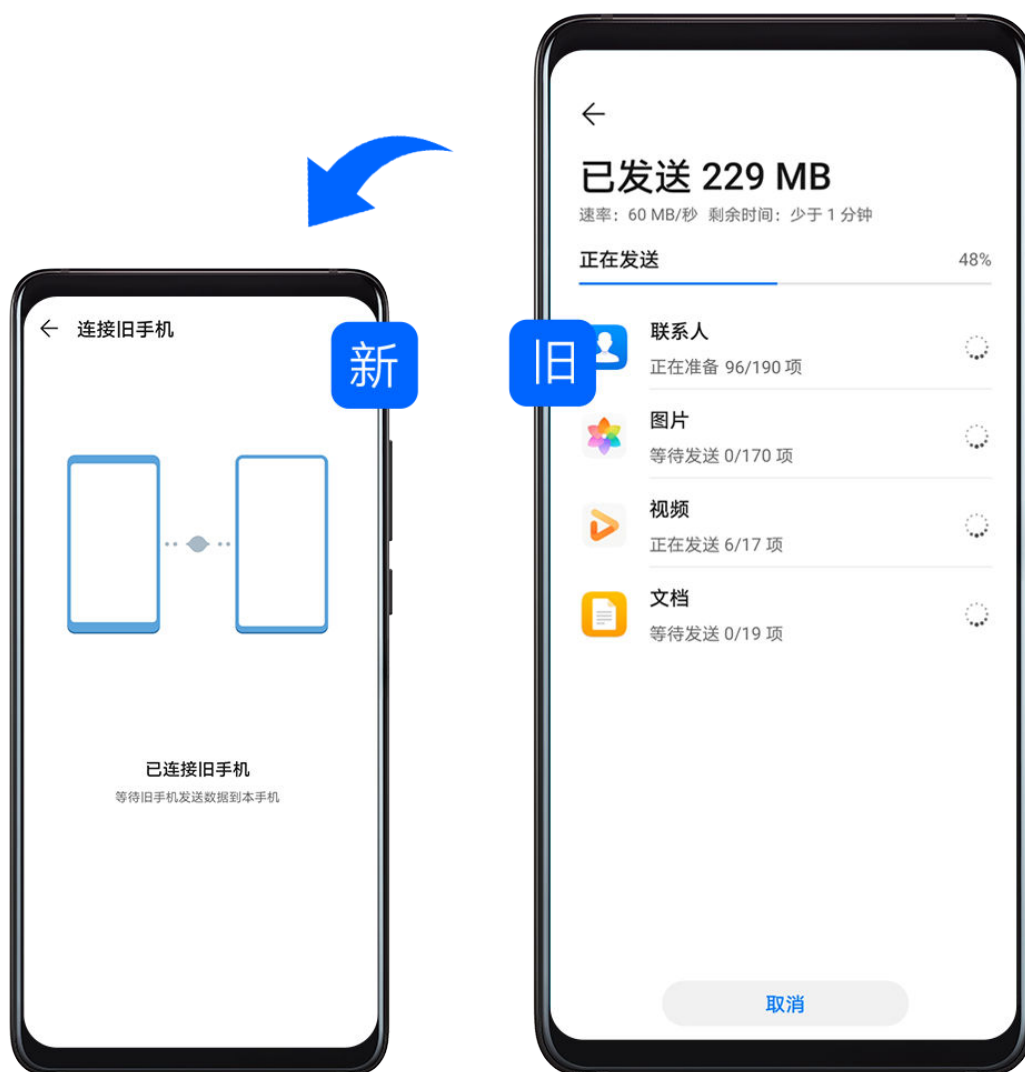 连接旧手机
新
已连接旧手机
等待旧手机发送数据到本手机
旧
已发送 229 MB
速率：60 MB/秒 剩余时间：少于 1 分钟
正在发送 48%
联系人
正在准备 96/190 项
图片
等待发送 0/170 项
视频
正在发送 6/17 项
文档
等待发送 0/19 项
取消